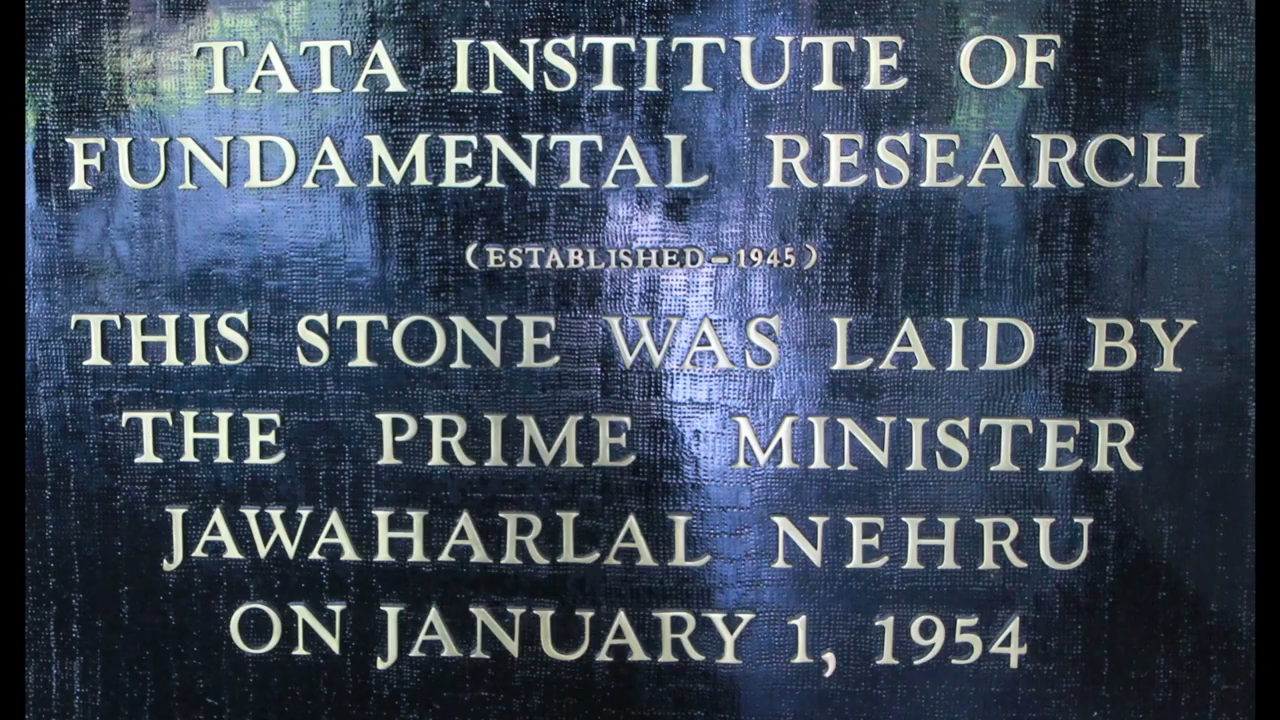 TATA INSTITUTE OF
FUNDAMENTAL RESEARCH
(ESTABLISHED–1945)
THIS STONE WAS LAID BY
THE PRIME MINISTER
JAWAHARLAL NEHRU
ON JANUARY 1, 1954